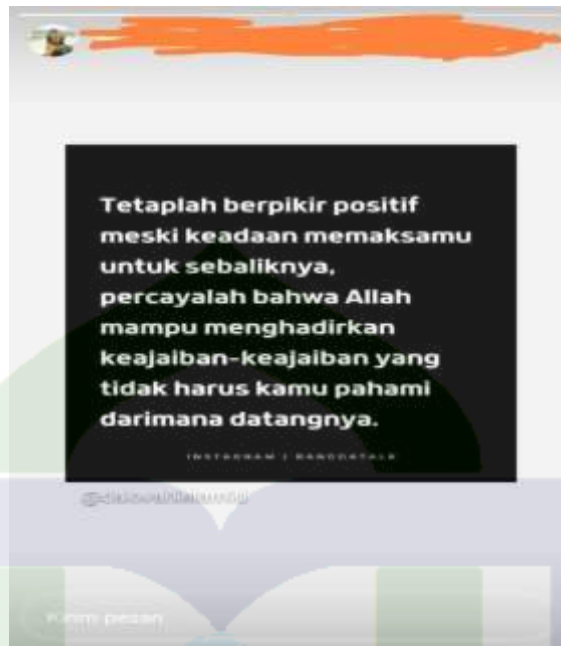 Tetaplah berpikir positif
meski keadaan memaksamu
untuk sebaliknya,
percayalah bahwa Allah
mampu menghadirkan
keajaiban-keajaiban yang
tidak harus kamu pahami
darimana datangnya.
INSTAGRAM |
Kirim pesan